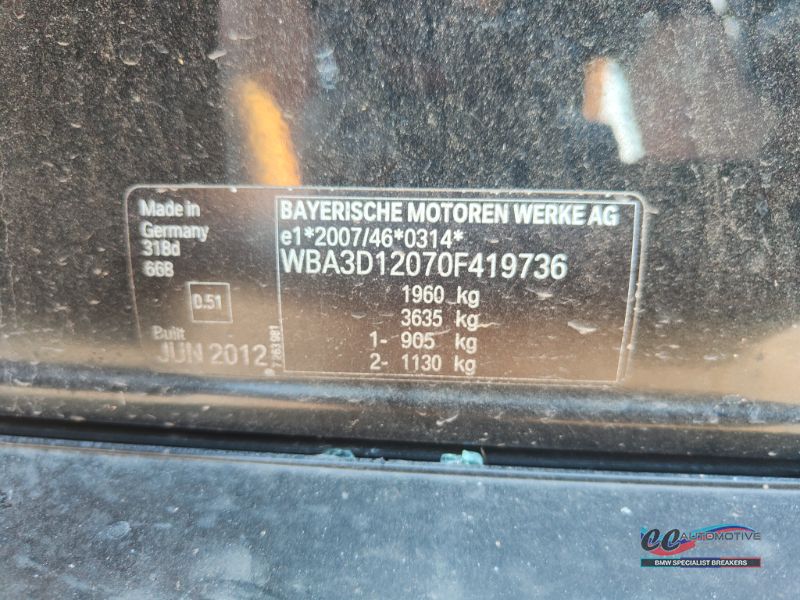 Made in
Germany
318d
668
0.51
Built
JUN 2012
BAYERISCHE MOTOREN WERKE AG
e1*2007/46*0314*
WBA3D12070F419736
1960 kg
3635 kg
1- 905 kg
2- 1130 kg
CC AUTOMOTIVE
BMW SPECIALIST BREAKERS